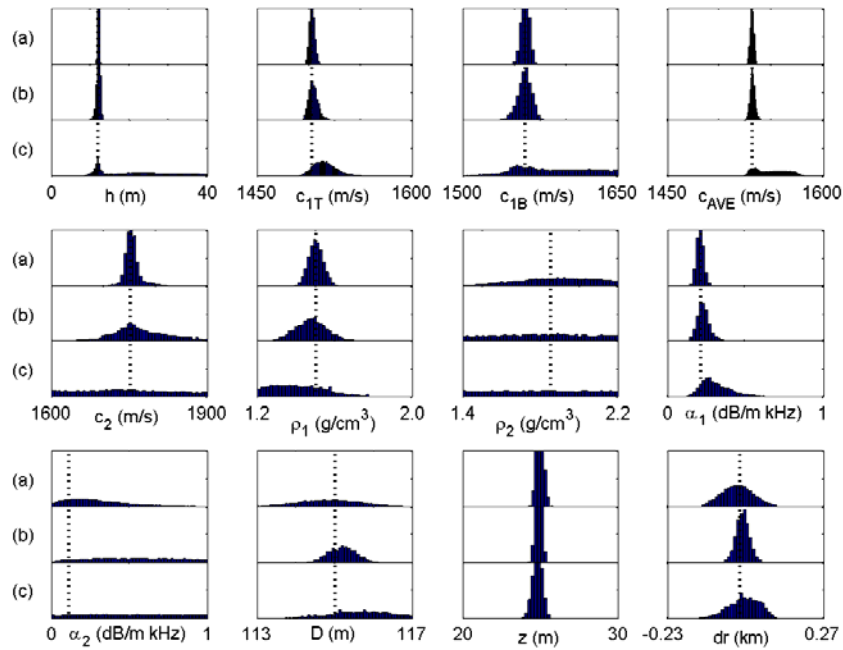 (a)
(b)
(c)
0 h (m) 40
1450 c1T (m/s) 1600
1500 c1B (m/s) 1650
1450 cAVE (m/s) 1600
(a)
(b)
(c)
1600 c2 (m/s) 1900
1.2 ρ1 (g/cm³) 2.0
1.4 ρ2 (g/cm³) 2.2
0 α1 (dB/m kHz) 1
(a)
(b)
(c)
0 α2 (dB/m kHz) 1
113 D (m) 117
20 z (m) 30
-0.23 dr (km) 0.27